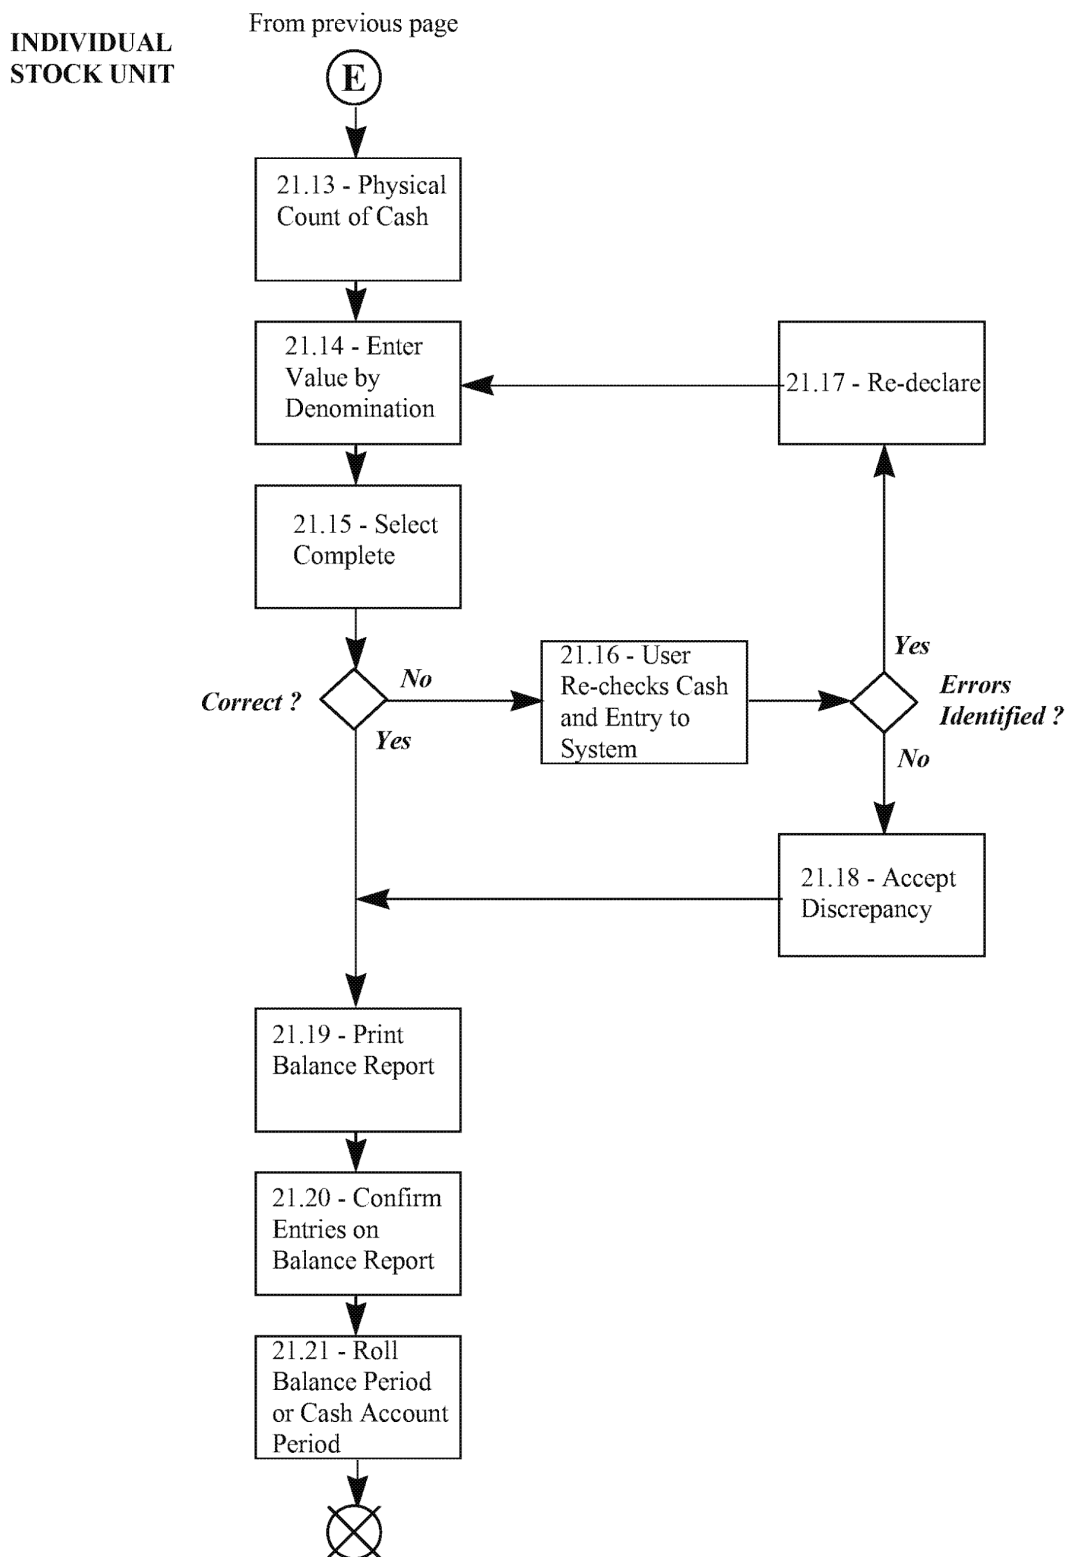 INDIVIDUAL
STOCK UNIT
From previous page
E
21.13 - Physical
Count of Cash
21.14 - Enter
Value by
Denomination
21.17 - Re-declare
21.15 - Select
Complete
Correct ?
No
Yes
21.16 - User
Re-checks Cash
and Entry to
System
Yes
Errors
Identified ?
No
21.18 - Accept
Discrepancy
21.19 - Print
Balance Report
21.20 - Confirm
Entries on
Balance Report
21.21 - Roll
Balance Period
or Cash Account
Period